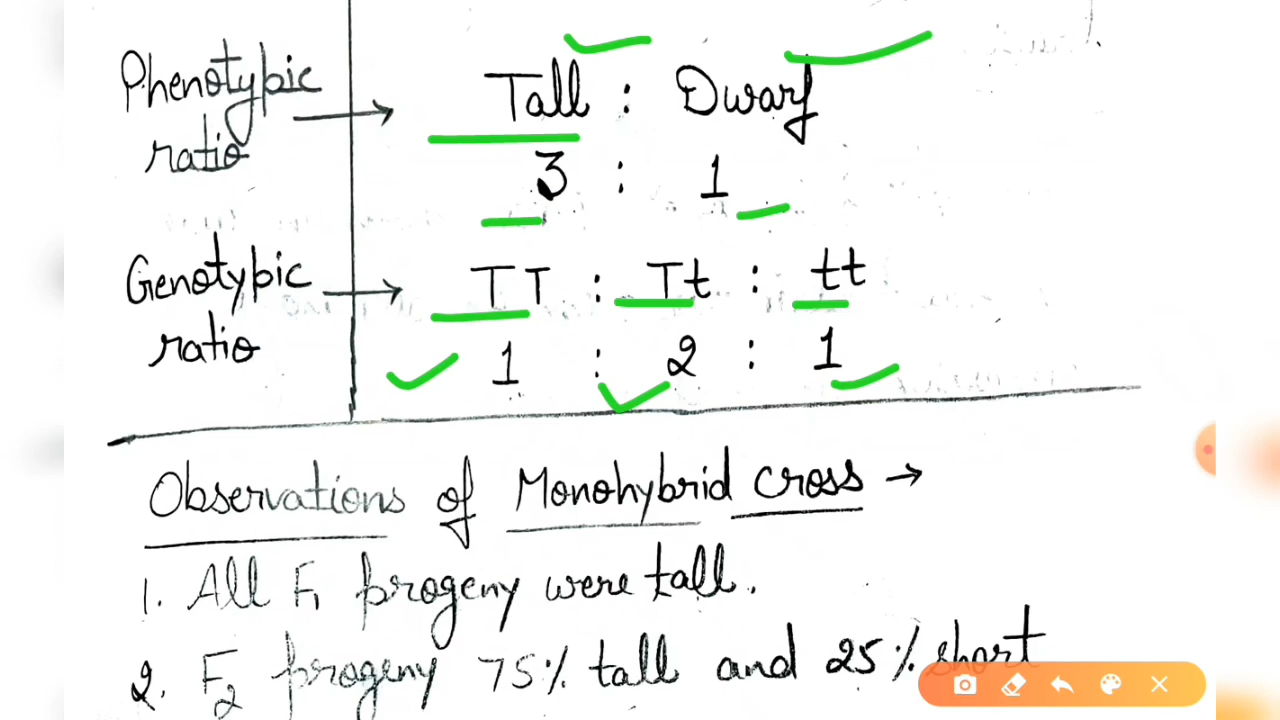 Phenotypic ratio → Tall : Dwarf
3 : 1
Genotypic ratio → TT : Tt : tt
1 : 2 : 1
Observations of Monohybrid cross →
1. All F₁ progeny were tall.
2. F₂ progeny 75% tall and 25% short